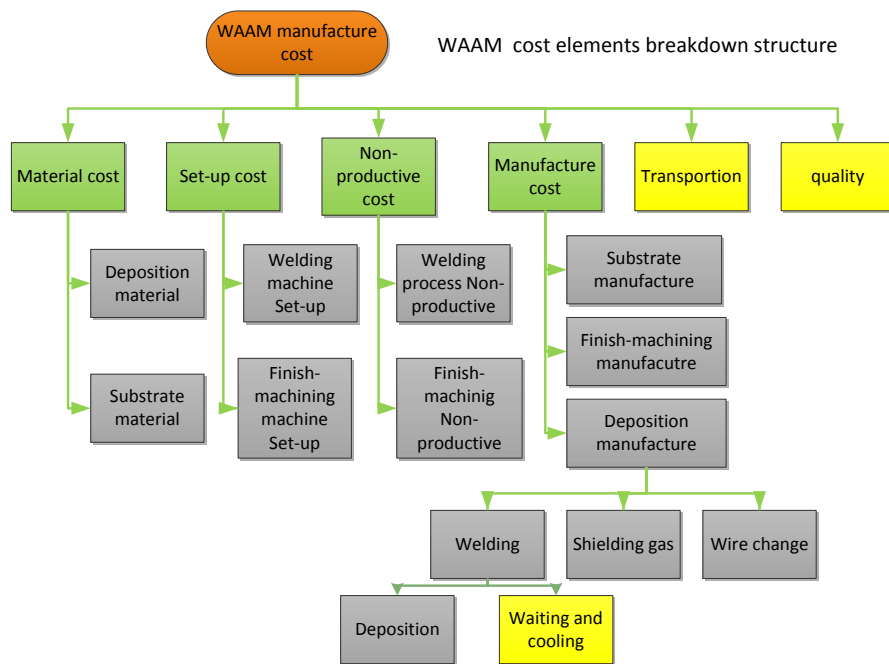 WAAM manufacture
cost
WAAM  cost elements breakdown structure
Material cost
Set-up cost
Non-
productive
cost
Manufacture
cost
Transportion
quality
Deposition
material
Welding
machine
Set-up
Welding
process Non-
productive
Substrate
manufacture
Finish-machining
manufacutre
Substrate
material
Finish-
machining
machine
Set-up
Finish-
machinig
Non-
productive
Deposition
manufacture
Welding
Shielding gas
Wire change
Deposition
Waiting and
cooling